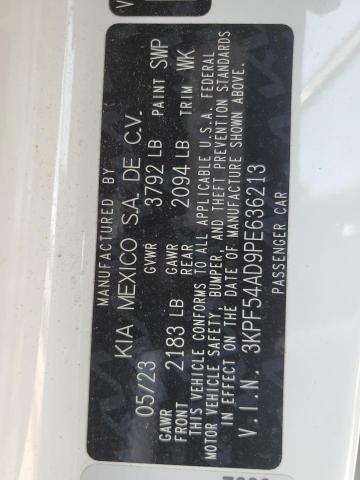 MANUFACTURED BY
KIA MEXICO S.A. DE C.V.
05/23 GVWR 3792 LB PAINT SWP
GAWR FRONT 2183 LB GAWR REAR 2094 LB TRIM WK
THIS VEHICLE CONFORMS TO ALL APPLICABLE U.S.A. FEDERAL
MOTOR VEHICLE SAFETY, BUMPER, AND THEFT PREVENTION STANDARDS
IN EFFECT ON THE DATE OF MANUFACTURE SHOWN ABOVE.
V.I.N. 3KPF54AD9PE636213
PASSENGER CAR